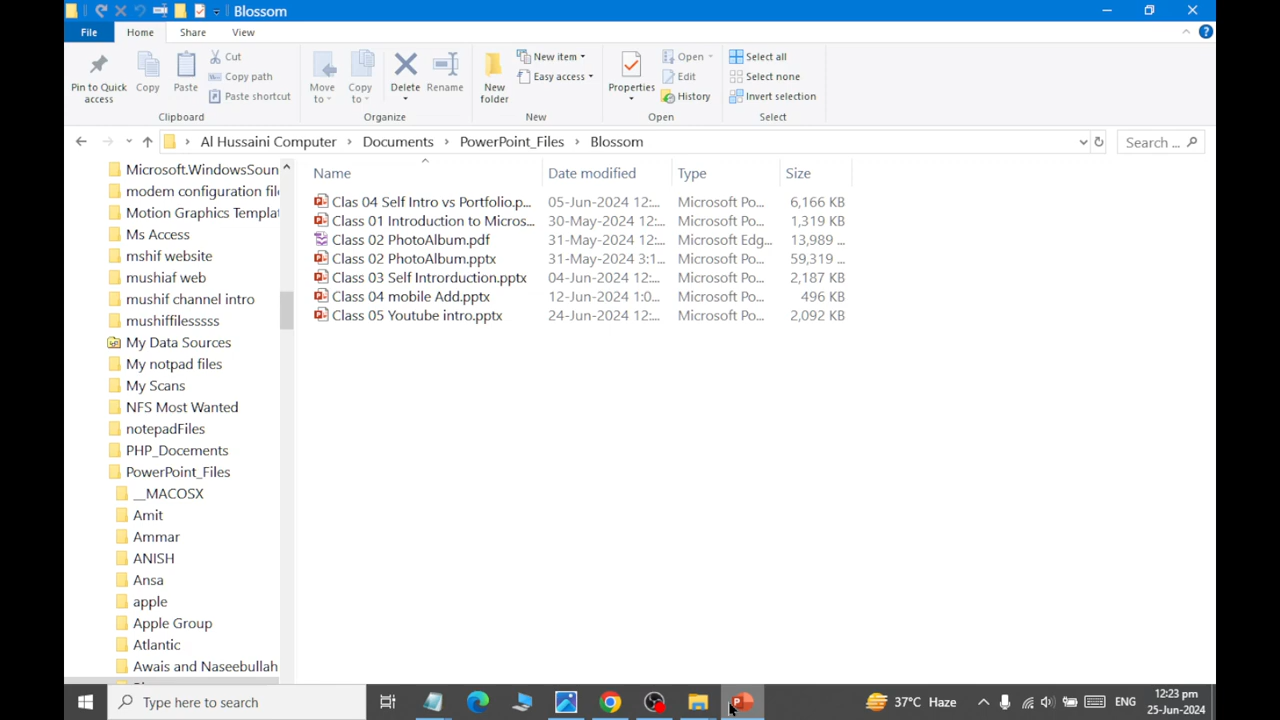 Blossom
File Home Share View
Pin to Quick access
Copy
Paste
Cut
Copy path
Paste shortcut
Clipboard
Move to
Copy to
Delete
Rename
Organize
New folder
New item
Easy access
New
Properties
Open
Edit
History
Open
Select all
Select none
Invert selection
Select
Al Hussaini Computer Documents PowerPoint_Files Blossom
Search ...
Name Date modified Type Size
Clas 04 Self Intro vs Portfolio.p... 05-Jun-2024 12:... Microsoft Po... 6,166 KB
Class 01 Introduction to Micros... 30-May-2024 12:... Microsoft Po... 1,319 KB
Class 02 PhotoAlbum.pdf 31-May-2024 12:... Microsoft Edg... 13,989 ...
Class 02 PhotoAlbum.pptx 31-May-2024 3:1... Microsoft Po... 59,319 ...
Class 03 Self Introrduction.pptx 04-Jun-2024 12:... Microsoft Po... 2,187 KB
Class 04 mobile Add.pptx 12-Jun-2024 1:0... Microsoft Po... 496 KB
Class 05 Youtube intro.pptx 24-Jun-2024 12:... Microsoft Po... 2,092 KB
Microsoft.WindowsSoun
modem configuration fil
Motion Graphics Templat
Ms Access
mshif website
mushiaf web
mushif channel intro
mushiffilesssss
My Data Sources
My notpad files
My Scans
NFS Most Wanted
notepadFiles
PHP_Docements
PowerPoint_Files
__MACOSX
Amit
Ammar
ANISH
Ansa
apple
Apple Group
Atlantic
Awais and Naseebullah
Type here to search
37°C Haze
ENG
12:23 pm
25-Jun-2024